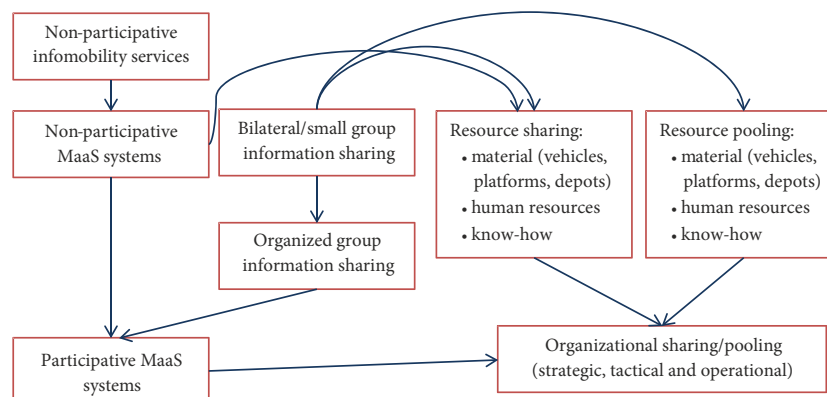 Non-participative
infomobility services
Non-participative
MaaS systems
Bilateral/small group
information sharing
Resource sharing:
• material (vehicles,
platforms, depots)
• human resources
• know-how
Resource pooling:
• material (vehicles,
platforms, depots)
• human resources
• know-how
Organized group
information sharing
Participative MaaS
systems
Organizational sharing/pooling
(strategic, tactical and operational)